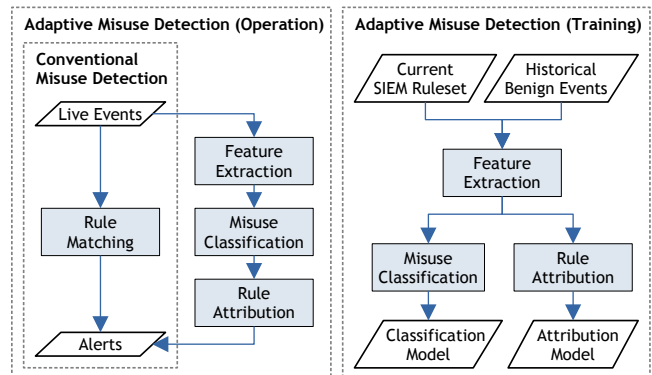 Adaptive Misuse Detection (Operation)
Conventional
Misuse Detection
Live Events
Feature
Extraction
Rule
Matching
Misuse
Classification
Rule
Attribution
Alerts
Adaptive Misuse Detection (Training)
Current
SIEM Ruleset
Historical
Benign Events
Feature
Extraction
Misuse
Classification
Rule
Attribution
Classification
Model
Attribution
Model